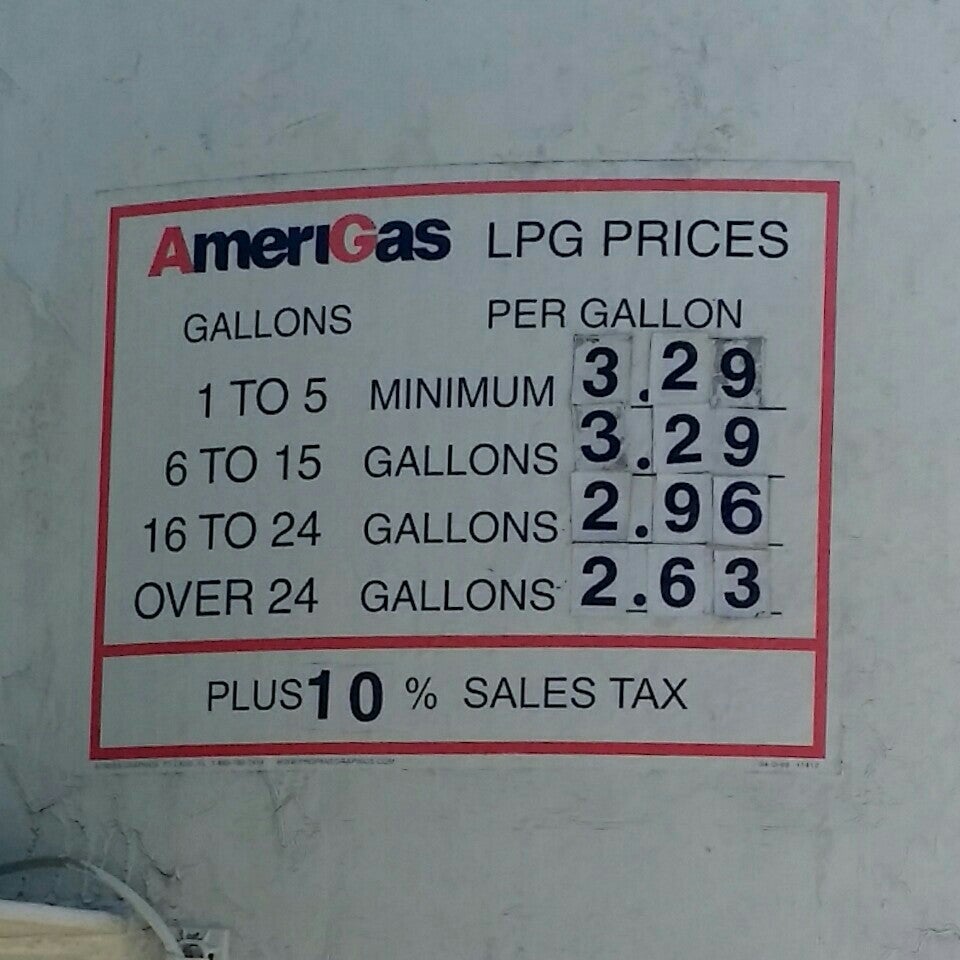 AmeriGas LPG PRICES
GALLONS PER GALLON
1 TO 5 MINIMUM 3.29
6 TO 15 GALLONS 3.29
16 TO 24 GALLONS 2.96
OVER 24 GALLONS 2.63
PLUS 10 % SALES TAX